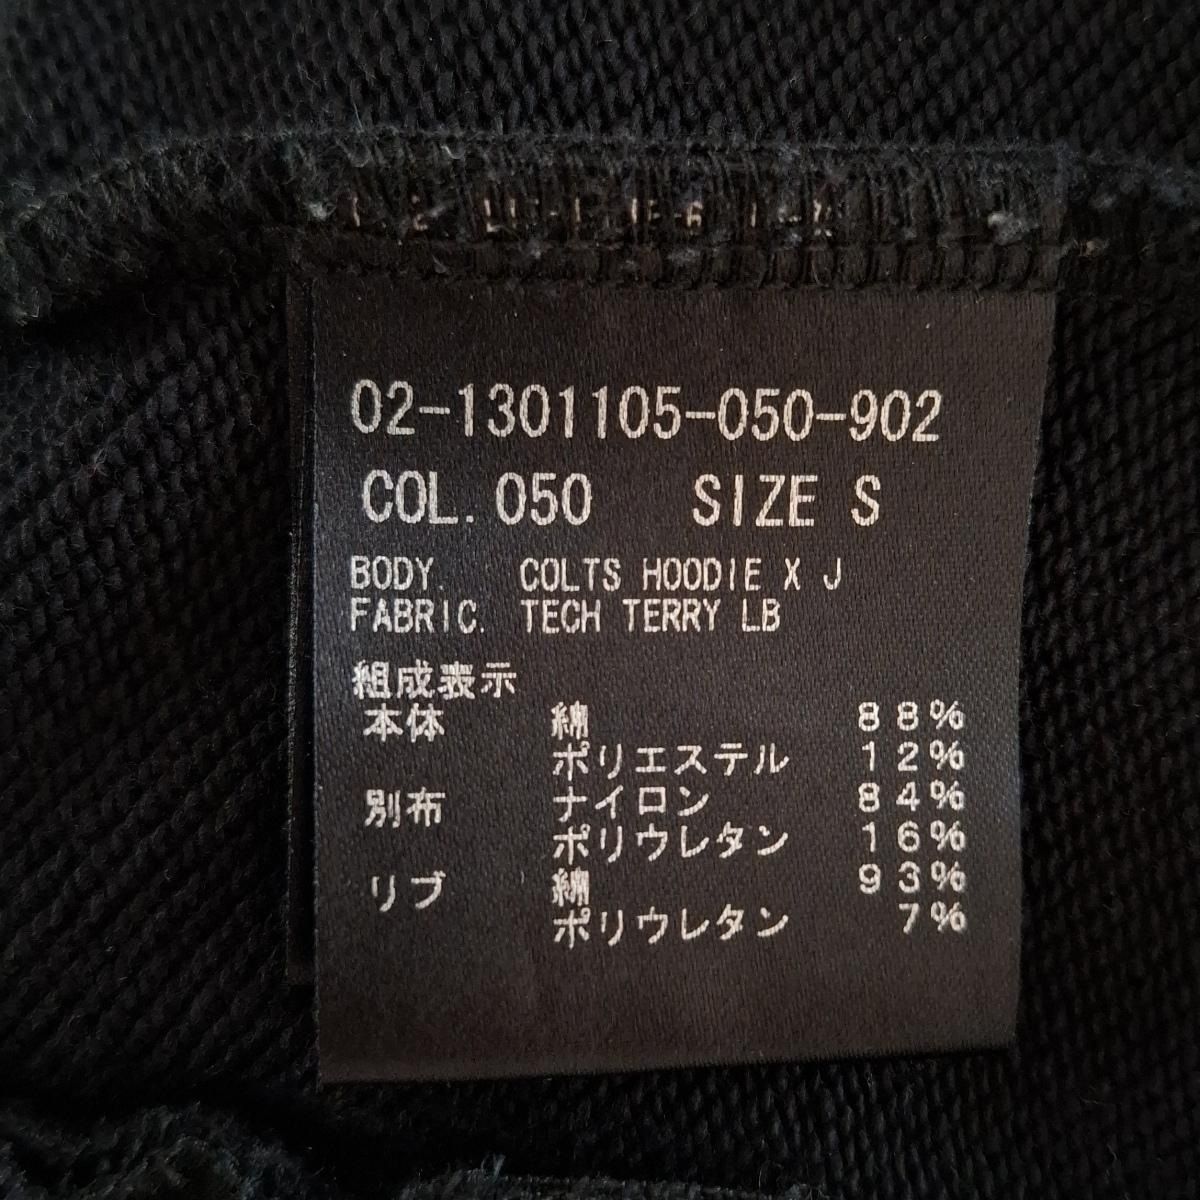 02-1301105-050-902
COL. 050 SIZE S
BODY. COLTS HOODIE X J
FABRIC. TECH TERRY LB
組成表示
本体 綿 88%
ポリエステル 12%
別布 ナイロン 84%
ポリウレタン 16%
リブ 綿 93%
ポリウレタン 7%